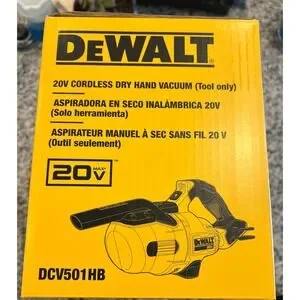 DEWALT®
20V CORDLESS DRY HAND VACUUM (Tool only)
ASPIRADORA EN SECO INALÁMBRICA 20V
(Solo herramienta)
ASPIRATEUR MANUEL À SEC SANS FIL 20 V
(Outil seulement)
20V MAX
DEWALT
DCV501HB